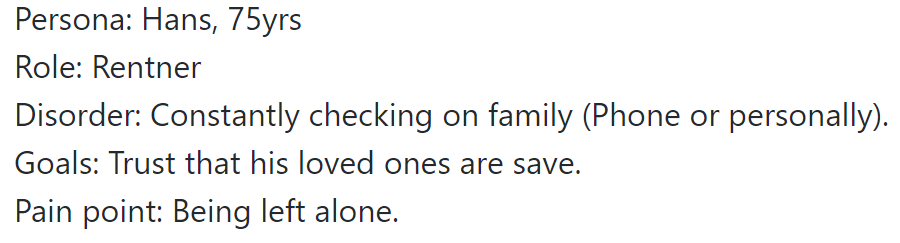 Persona: Hans, 75yrs
Role: Rentner
Disorder: Constantly checking on family (Phone or personally).
Goals: Trust that his loved ones are save.
Pain point: Being left alone.